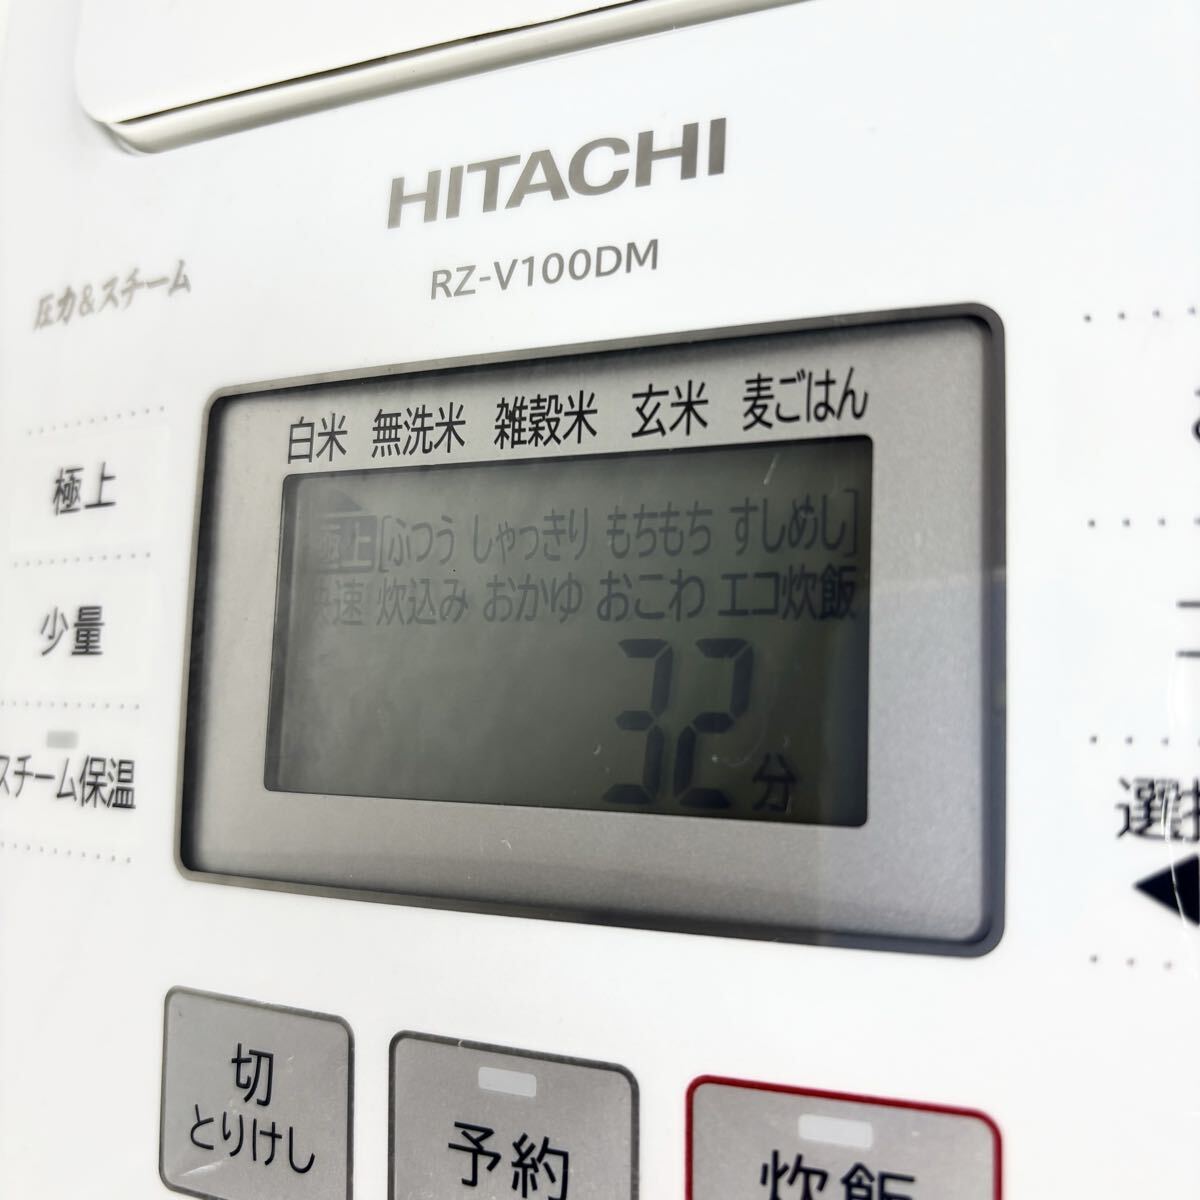 HITACHI
RZ-V100DM
圧力&スチーム
白米 無洗米 雑穀米 玄米 麦ごはん
極上 [ふつう しゃっきり もちもち すしめし]
快速 炊込み おかゆ おこわ エコ炊飯
32分
極上
少量
スチーム保温
切
とりけし
予約
炊飯